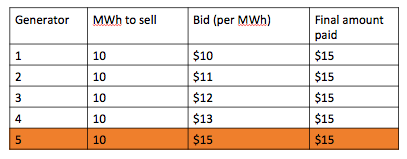 Generator MWh to sell Bid (per MWh) Final amount
paid
1 10 $10 $15
2 10 $11 $15
3 10 $12 $15
4 10 $13 $15
5 10 $15 $15